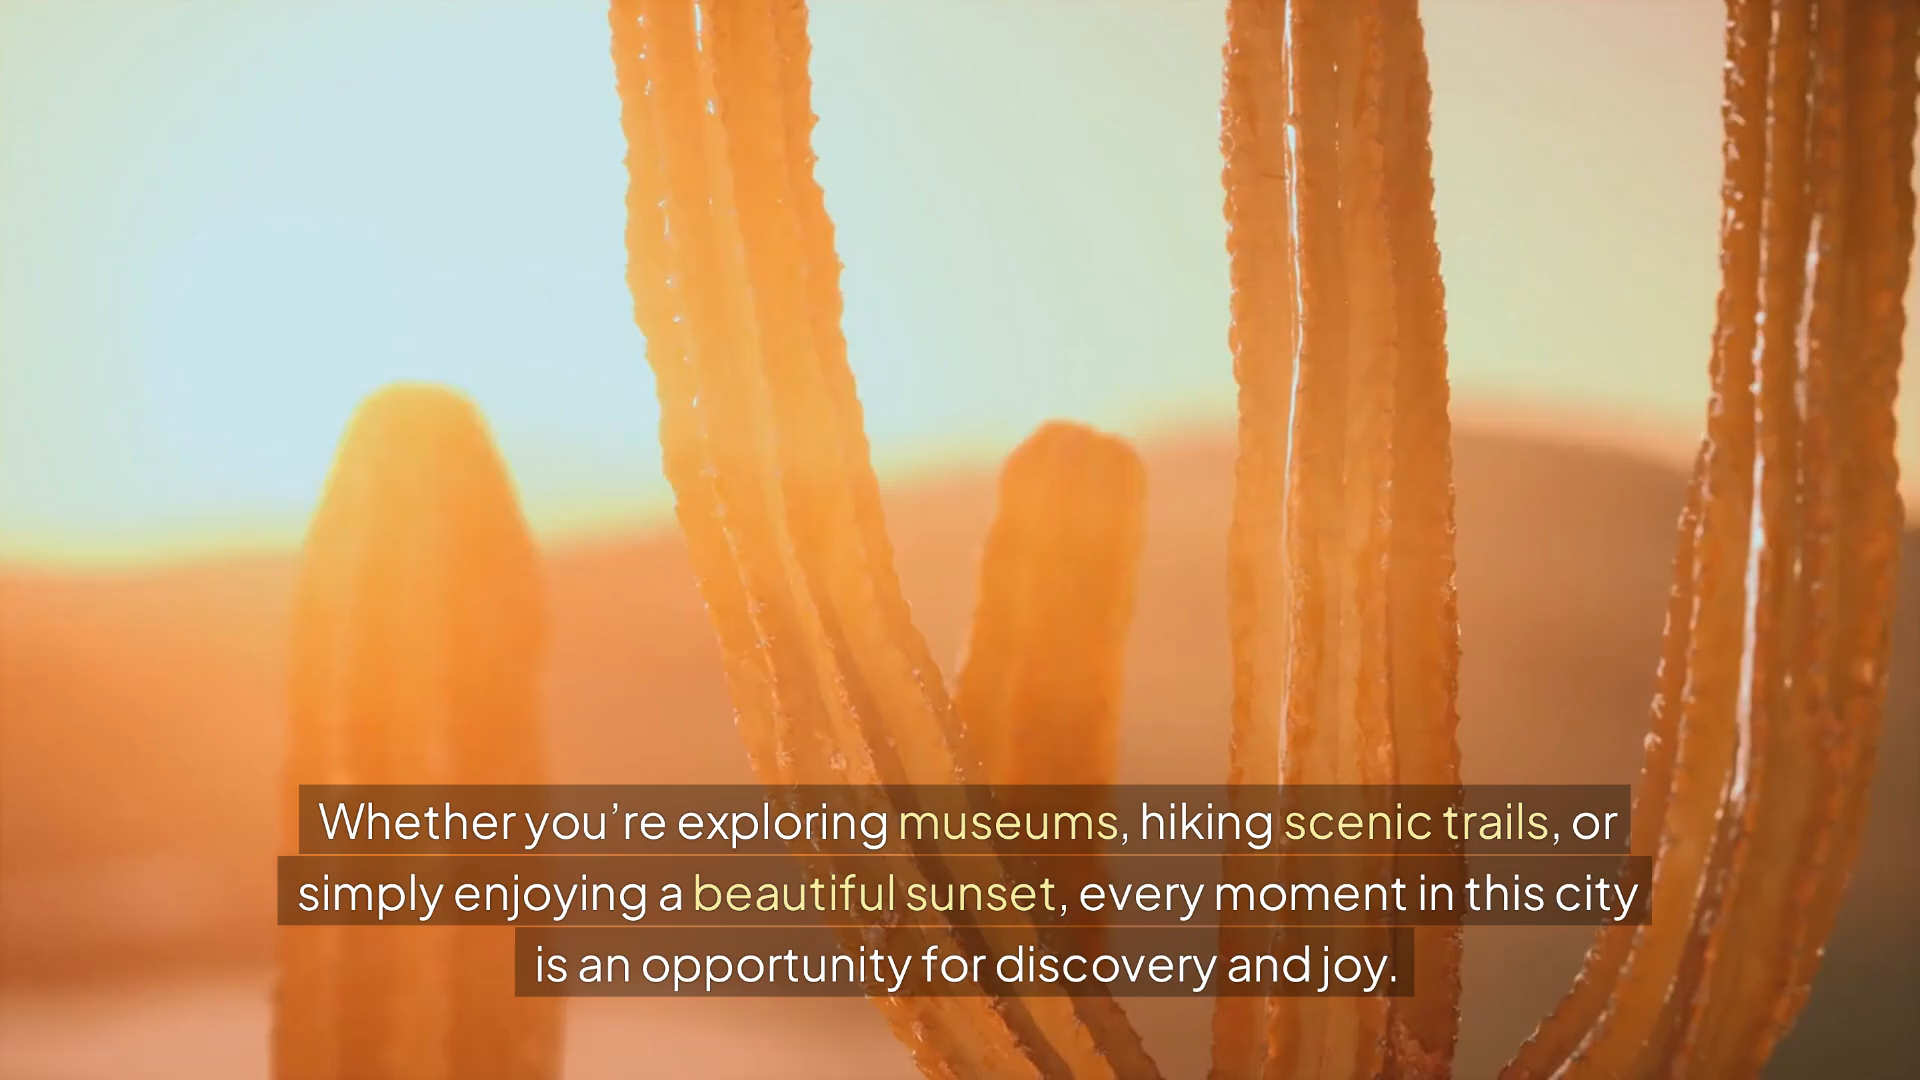 Whether you’re exploring museums, hiking scenic trails, or
simply enjoying a beautiful sunset, every moment in this city
is an opportunity for discovery and joy.